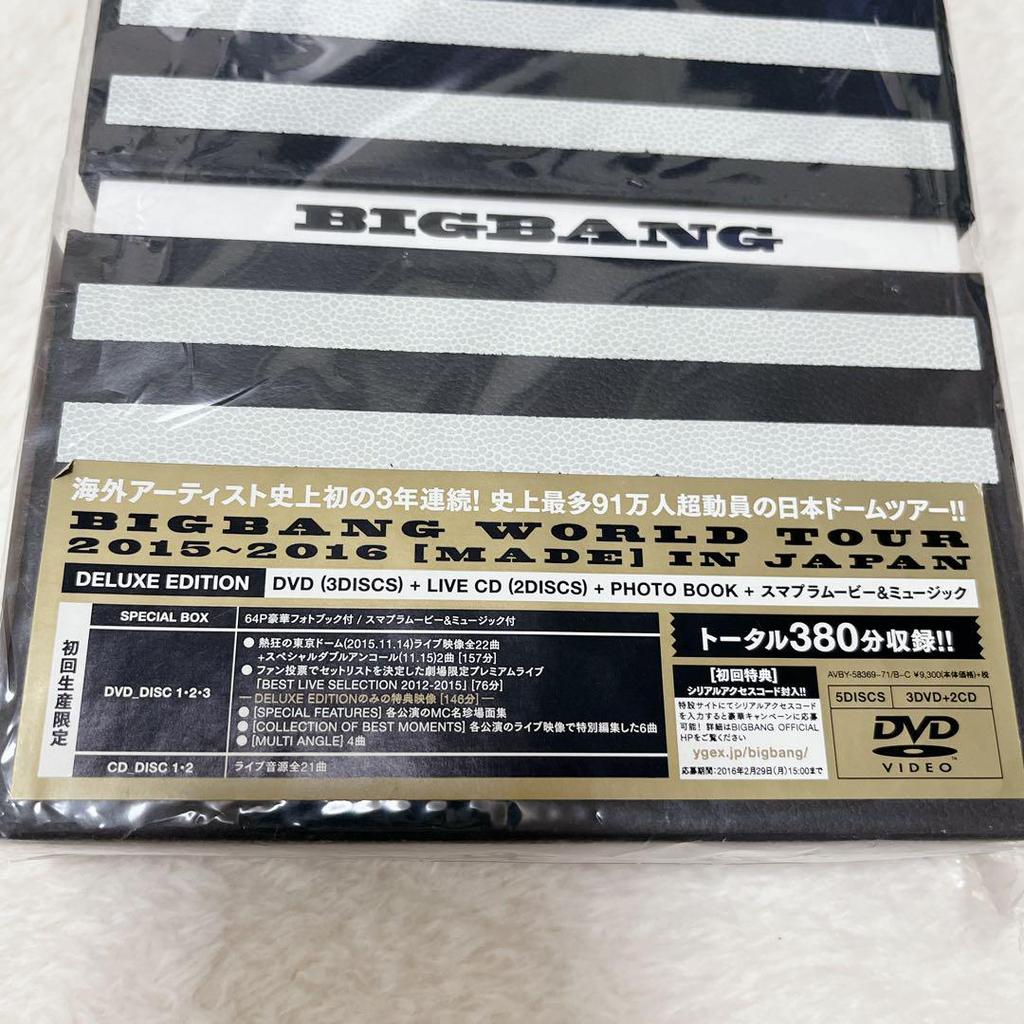 BIGBANG
海外アーティスト史上初の3年連続! 史上最多91万人超動員の日本ドームツアー!!
BIGBANG WORLD TOUR
2015~2016 [MADE] IN JAPAN
DELUXE EDITION DVD (3DISCS) + LIVE CD (2DISCS) + PHOTO BOOK + スマプラムービー&ミュージック
初回生産限定
SPECIAL BOX 64P豪華フォトブック付 / スマプラムービー&ミュージック付
DVD_DISC 1・2・3
● 熱狂の東京ドーム(2015.11.14)ライブ映像全22曲
+スペシャルダブルアンコール(11.15)2曲 [157分]
● ファン投票でセットリストを決定した劇場限定プレミアムライブ
「BEST LIVE SELECTION 2012-2015」 [76分]
— DELUXE EDITIONのみの特典映像 [146分] —
● [SPECIAL FEATURES] 各公演のMC名珍場面集
● [COLLECTION OF BEST MOMENTS] 各公演のライブ映像で特別編集した6曲
● [MULTI ANGLE] 4曲
CD_DISC 1・2 ライブ音源全21曲
トータル380分収録!!
[初回特典]
シリアルアクセスコード封入!!
特設サイトにてシリアルアクセスコード
を入力すると豪華キャンペーンに応募
可能! 詳細はBIGBANG OFFICIAL
HPをご覧ください
ygex.jp/bigbang/
応募期間:2016年2月29日(月)15:00まで
AVBY-58369~71/B~C ¥9,300(本体価格)+税
5DISCS 3DVD+2CD
DVD
VIDEO
TM